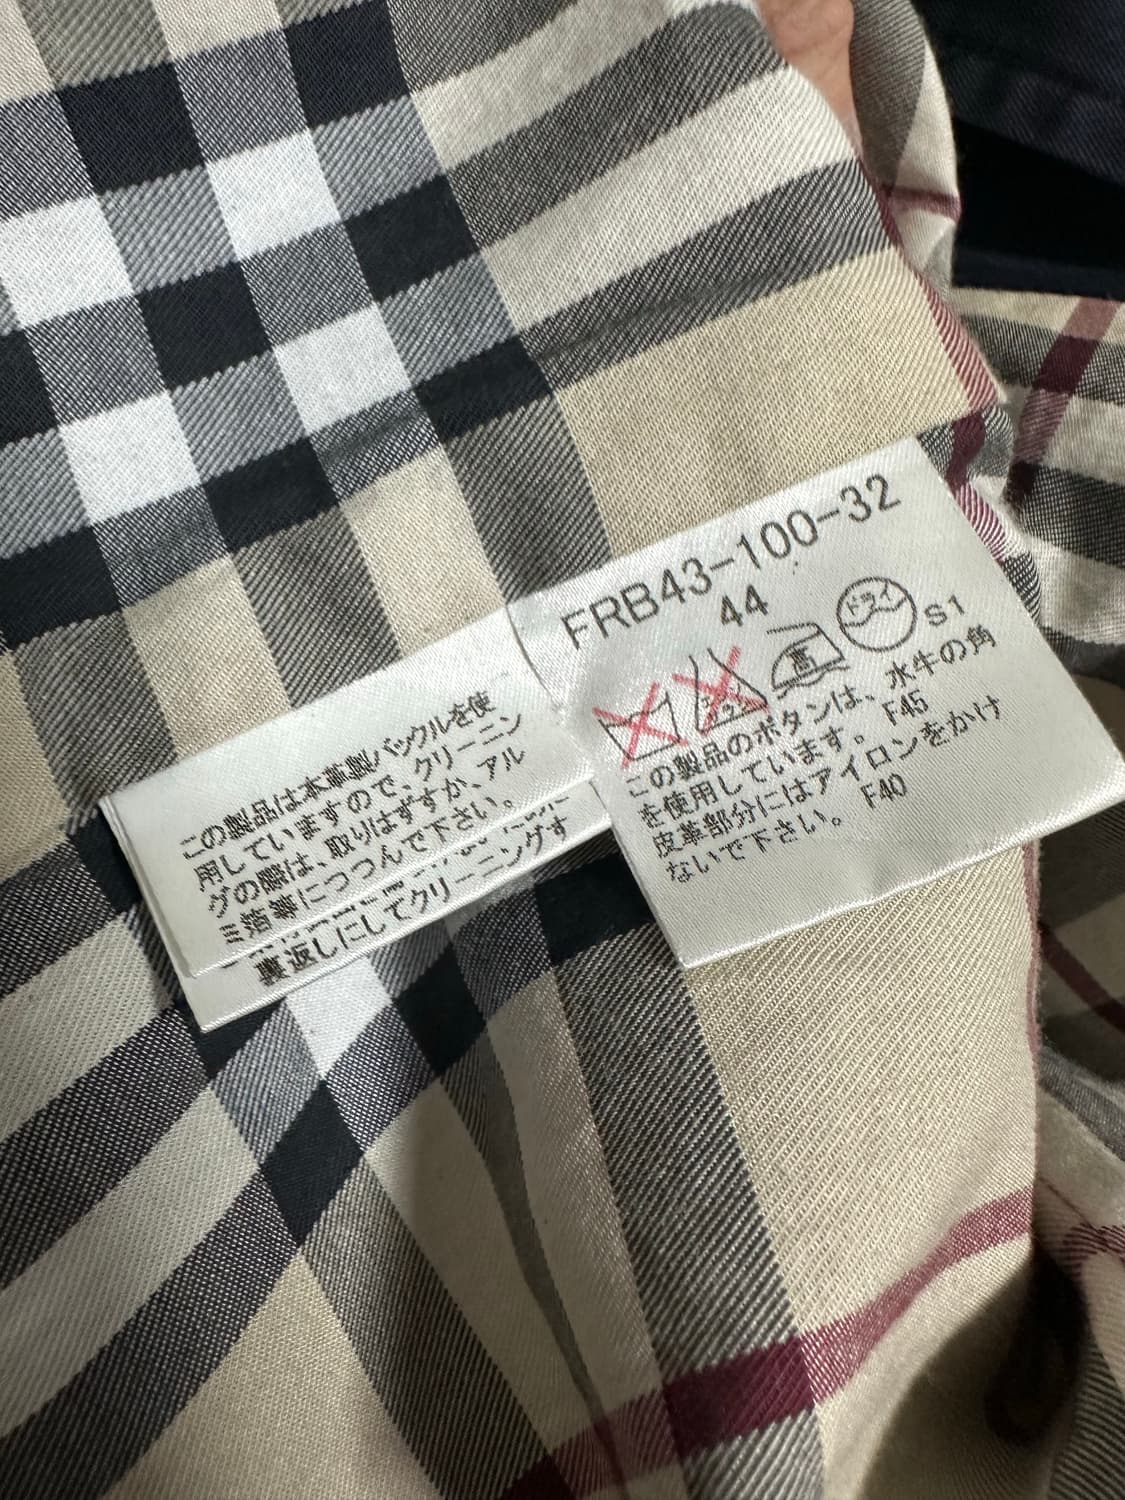 この製品は本革製バックルを使
用していますので、クリーニン
グの際は、取りはずすか、アル
ミ箔等につつんで下さい。
裏返しにしてクリーニングす
FRB43-100-32
44
高
ドライ
S1
この製品のボタンは、水牛の角
を使用しています。 F45
皮革部分にはアイロンをかけ
ないで下さい。 F40